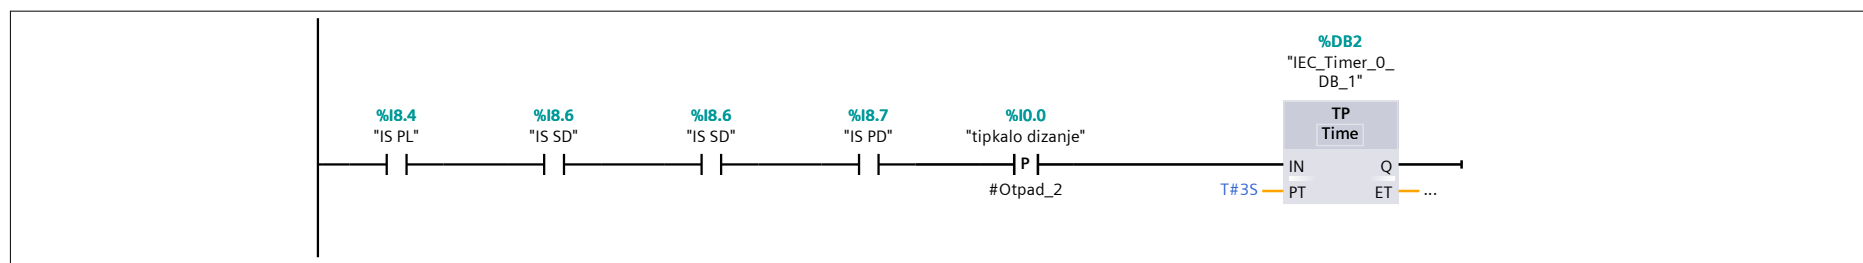 %DB2
"IEC_Timer_0_
DB_1"
%I8.4
"IS PL"
%I8.6
"IS SD"
%I8.6
"IS SD"
%I8.7
"IS PD"
%I0.0
"tipkalo dizanje"
P
#Otpad_2
TP
Time
IN
Q
T#3S
PT
ET
...